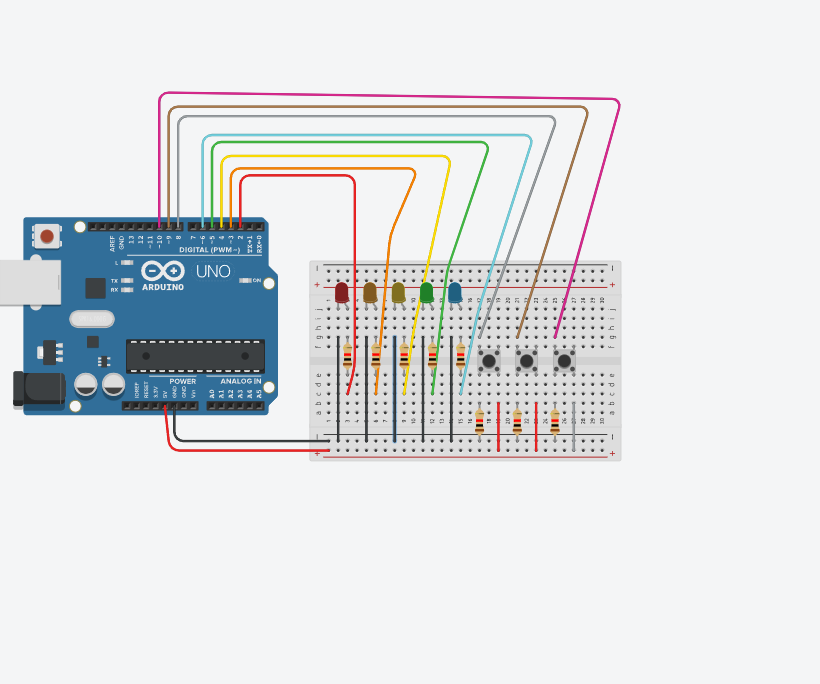 AREF
GND
13
12
~11
~10
~9
8
7
~6
~5
4
~3
2
TX→1
RX←0
DIGITAL (PWM ~)
L
TX
RX
ARDUINO
UNO
ON
POWER
ANALOG IN
IOREF
RESET
3.3V
5V
GND
GND
Vin
A0
A1
A2
A3
A4
A5
j
i
h
g
f
e
d
c
b
a